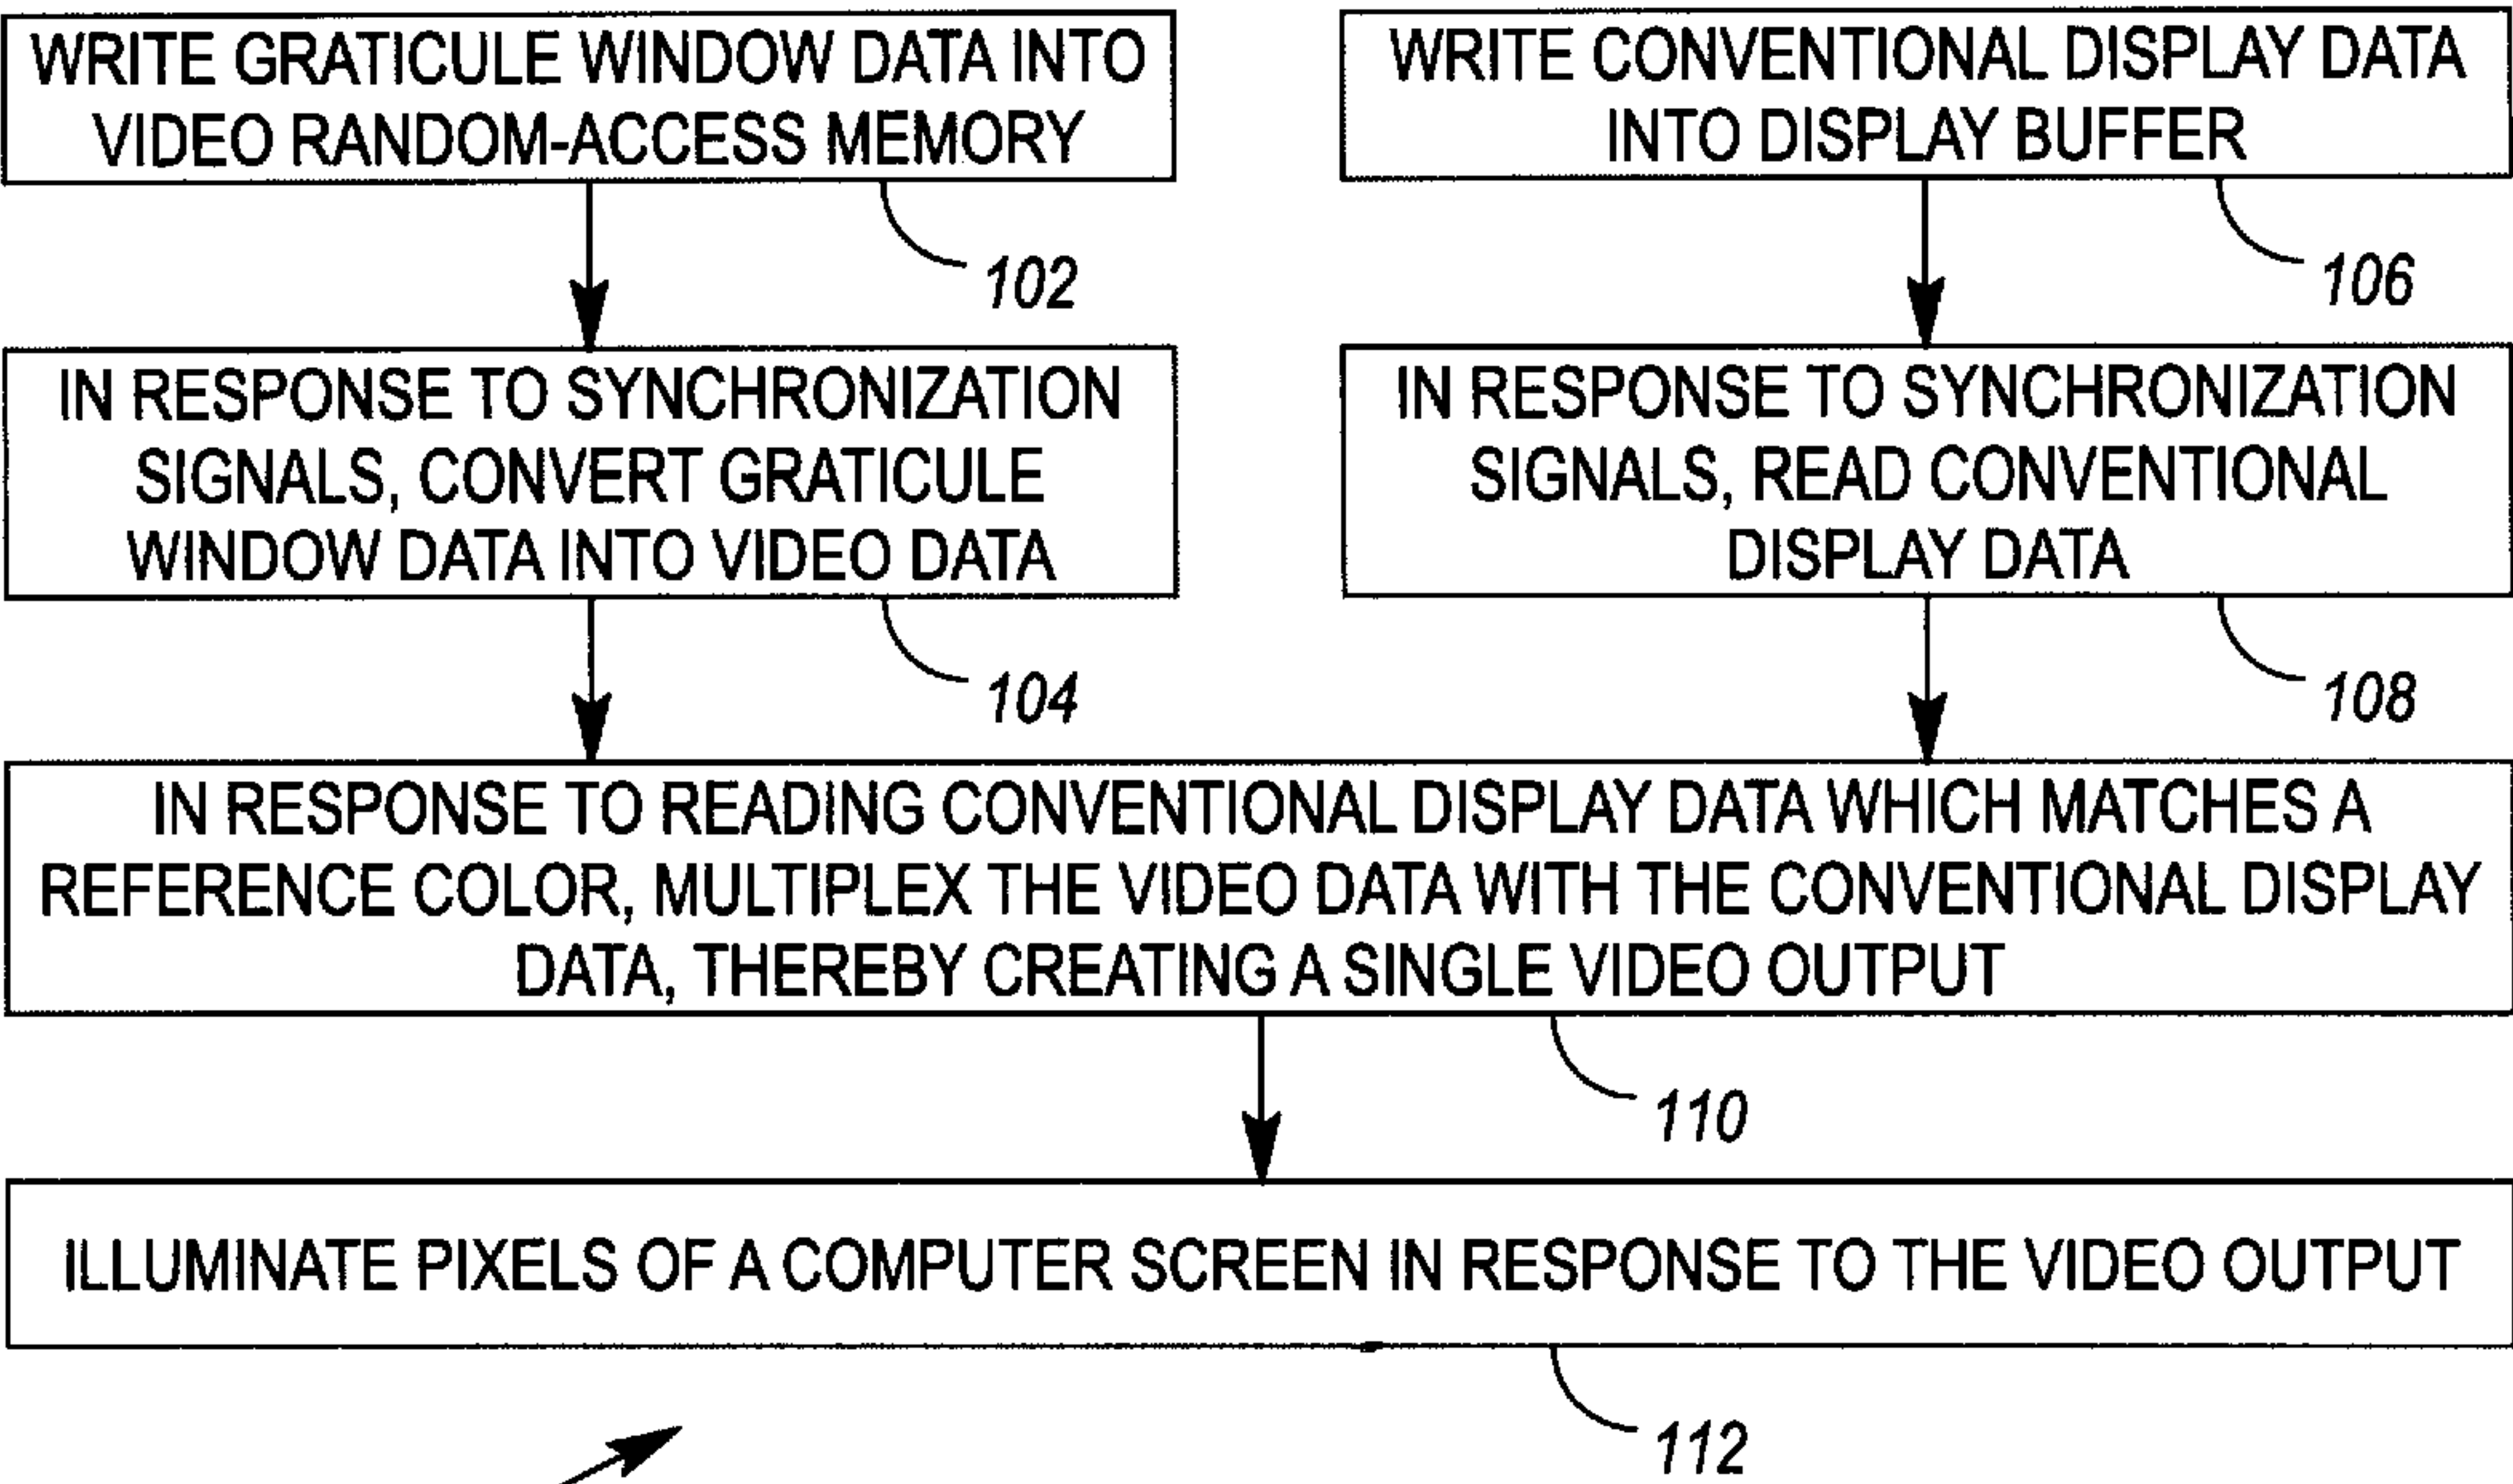 WRITE GRATICULE WINDOW DATA INTO
VIDEO RANDOM-ACCESS MEMORY
102
WRITE CONVENTIONAL DISPLAY DATA
INTO DISPLAY BUFFER
106
IN RESPONSE TO SYNCHRONIZATION
SIGNALS, CONVERT GRATICULE
WINDOW DATA INTO VIDEO DATA
104
IN RESPONSE TO SYNCHRONIZATION
SIGNALS, READ CONVENTIONAL
DISPLAY DATA
108
IN RESPONSE TO READING CONVENTIONAL DISPLAY DATA WHICH MATCHES A
REFERENCE COLOR, MULTIPLEX THE VIDEO DATA WITH THE CONVENTIONAL DISPLAY
DATA, THEREBY CREATING A SINGLE VIDEO OUTPUT
110
ILLUMINATE PIXELS OF A COMPUTER SCREEN IN RESPONSE TO THE VIDEO OUTPUT
112